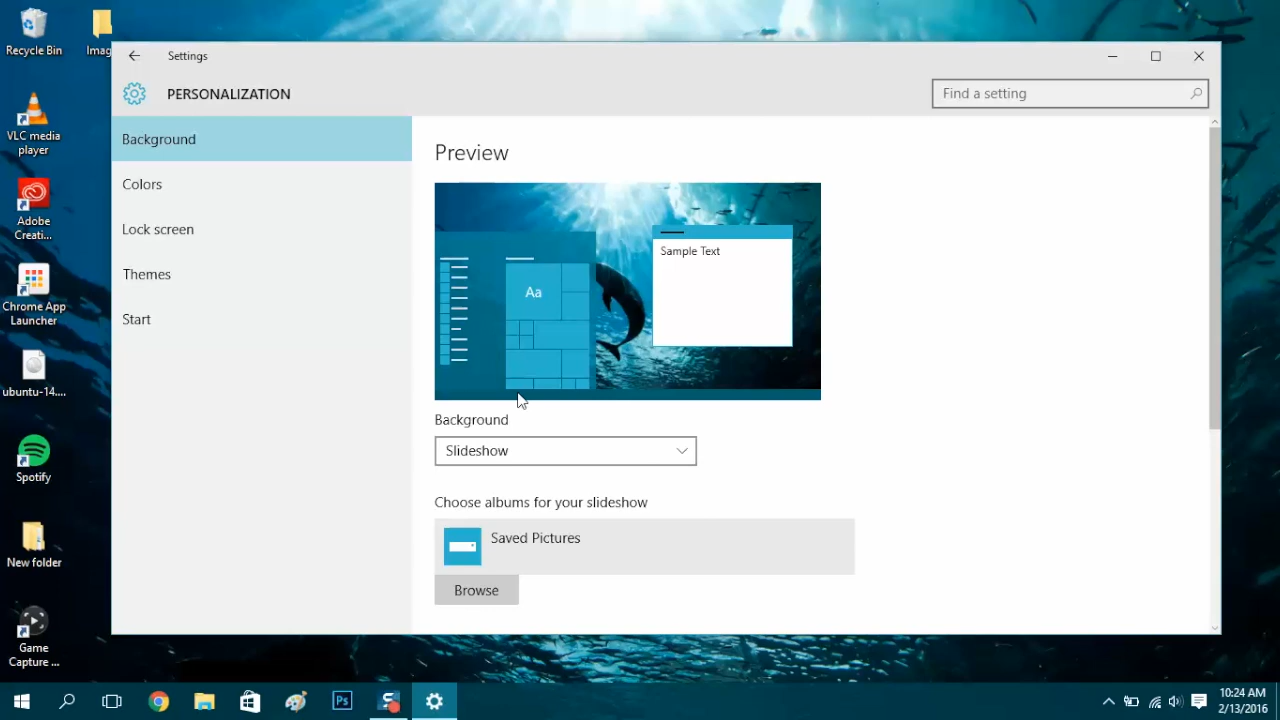 Recycle Bin
Imag
VLC media
player
Adobe
Creati...
Chrome App
Launcher
ubuntu-14....
Spotify
New folder
Game
Capture ...
Settings
PERSONALIZATION
Find a setting
Background
Colors
Lock screen
Themes
Start
Preview
Aa
Sample Text
Background
Slideshow
Choose albums for your slideshow
Saved Pictures
Browse
Ps
S
10:24 AM
2/13/2016